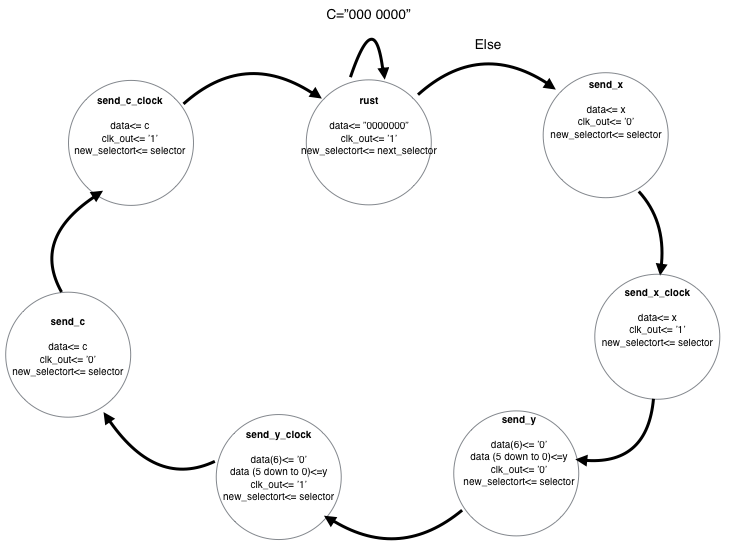 C="000 0000"
Else
send_c_clock
data<= c
clk_out<= '1'
new_selectort<= selector
rust
data<= "0000000"
clk_out<= '1'
new_selectort<= next_selector
send_x
data<= x
clk_out<= '0'
new_selectort<= selector
send_x_clock
data<= x
clk_out<= '1'
new_selectort<= selector
send_y
data(6)<= '0'
data (5 down to 0)<=y
clk_out<= '0'
new_selectort<= selector
send_y_clock
data(6)<= '0'
data (5 down to 0)<=y
clk_out<= '1'
new_selectort<= selector
send_c
data<= c
clk_out<= '0'
new_selectort<= selector